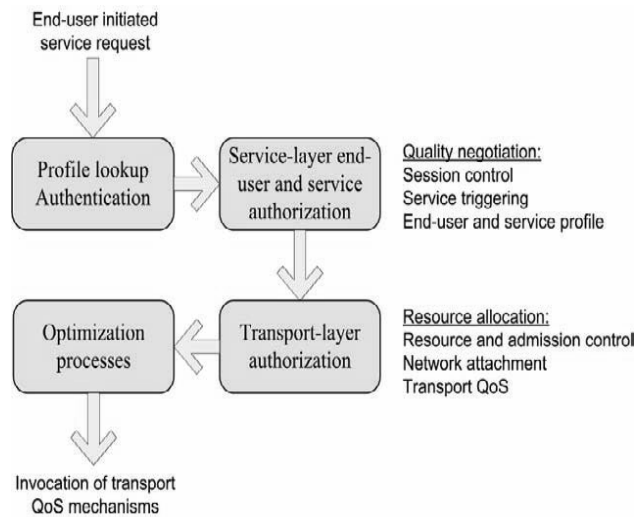 End-user initiated
service request
Profile lookup
Authentication
Service-layer end-
user and service
authorization
Quality negotiation:
Session control
Service triggering
End-user and service profile
Optimization
processes
Transport-layer
authorization
Resource allocation:
Resource and admission control
Network attachment
Transport QoS
Invocation of transport
QoS mechanisms